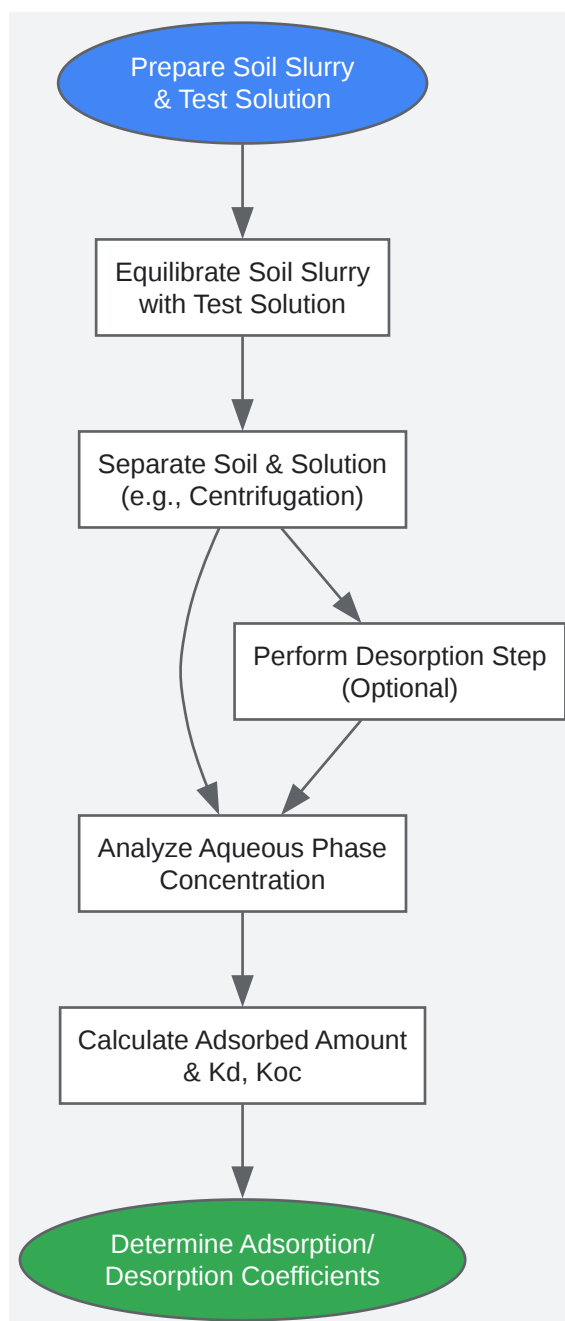 Prepare Soil Slurry
& Test Solution
Equilibrate Soil Slurry
with Test Solution
Separate Soil & Solution
(e.g., Centrifugation)
Perform Desorption Step
(Optional)
Analyze Aqueous Phase
Concentration
Calculate Adsorbed Amount
& Kd, Koc
Determine Adsorption/
Desorption Coefficients